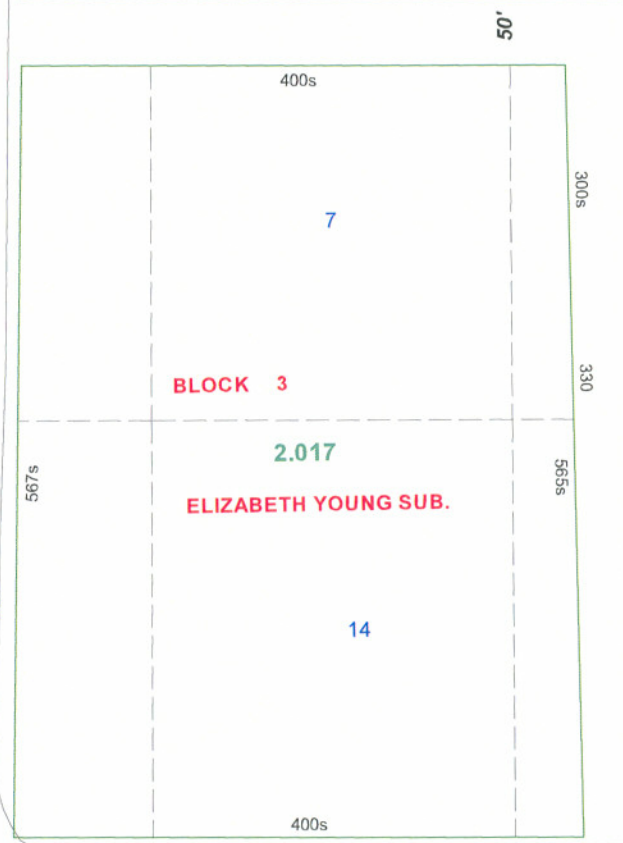 50'
400s
300s
7
330
BLOCK 3
2.017
567s
565s
ELIZABETH YOUNG SUB.
14
400s